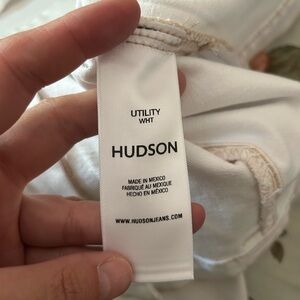 UTILITY
WHT
HUDSON
MADE IN MEXICO
FABRIQUÉ AU MEXIQUE
HECHO EN MÉXICO
WWW.HUDSONJEANS.COM